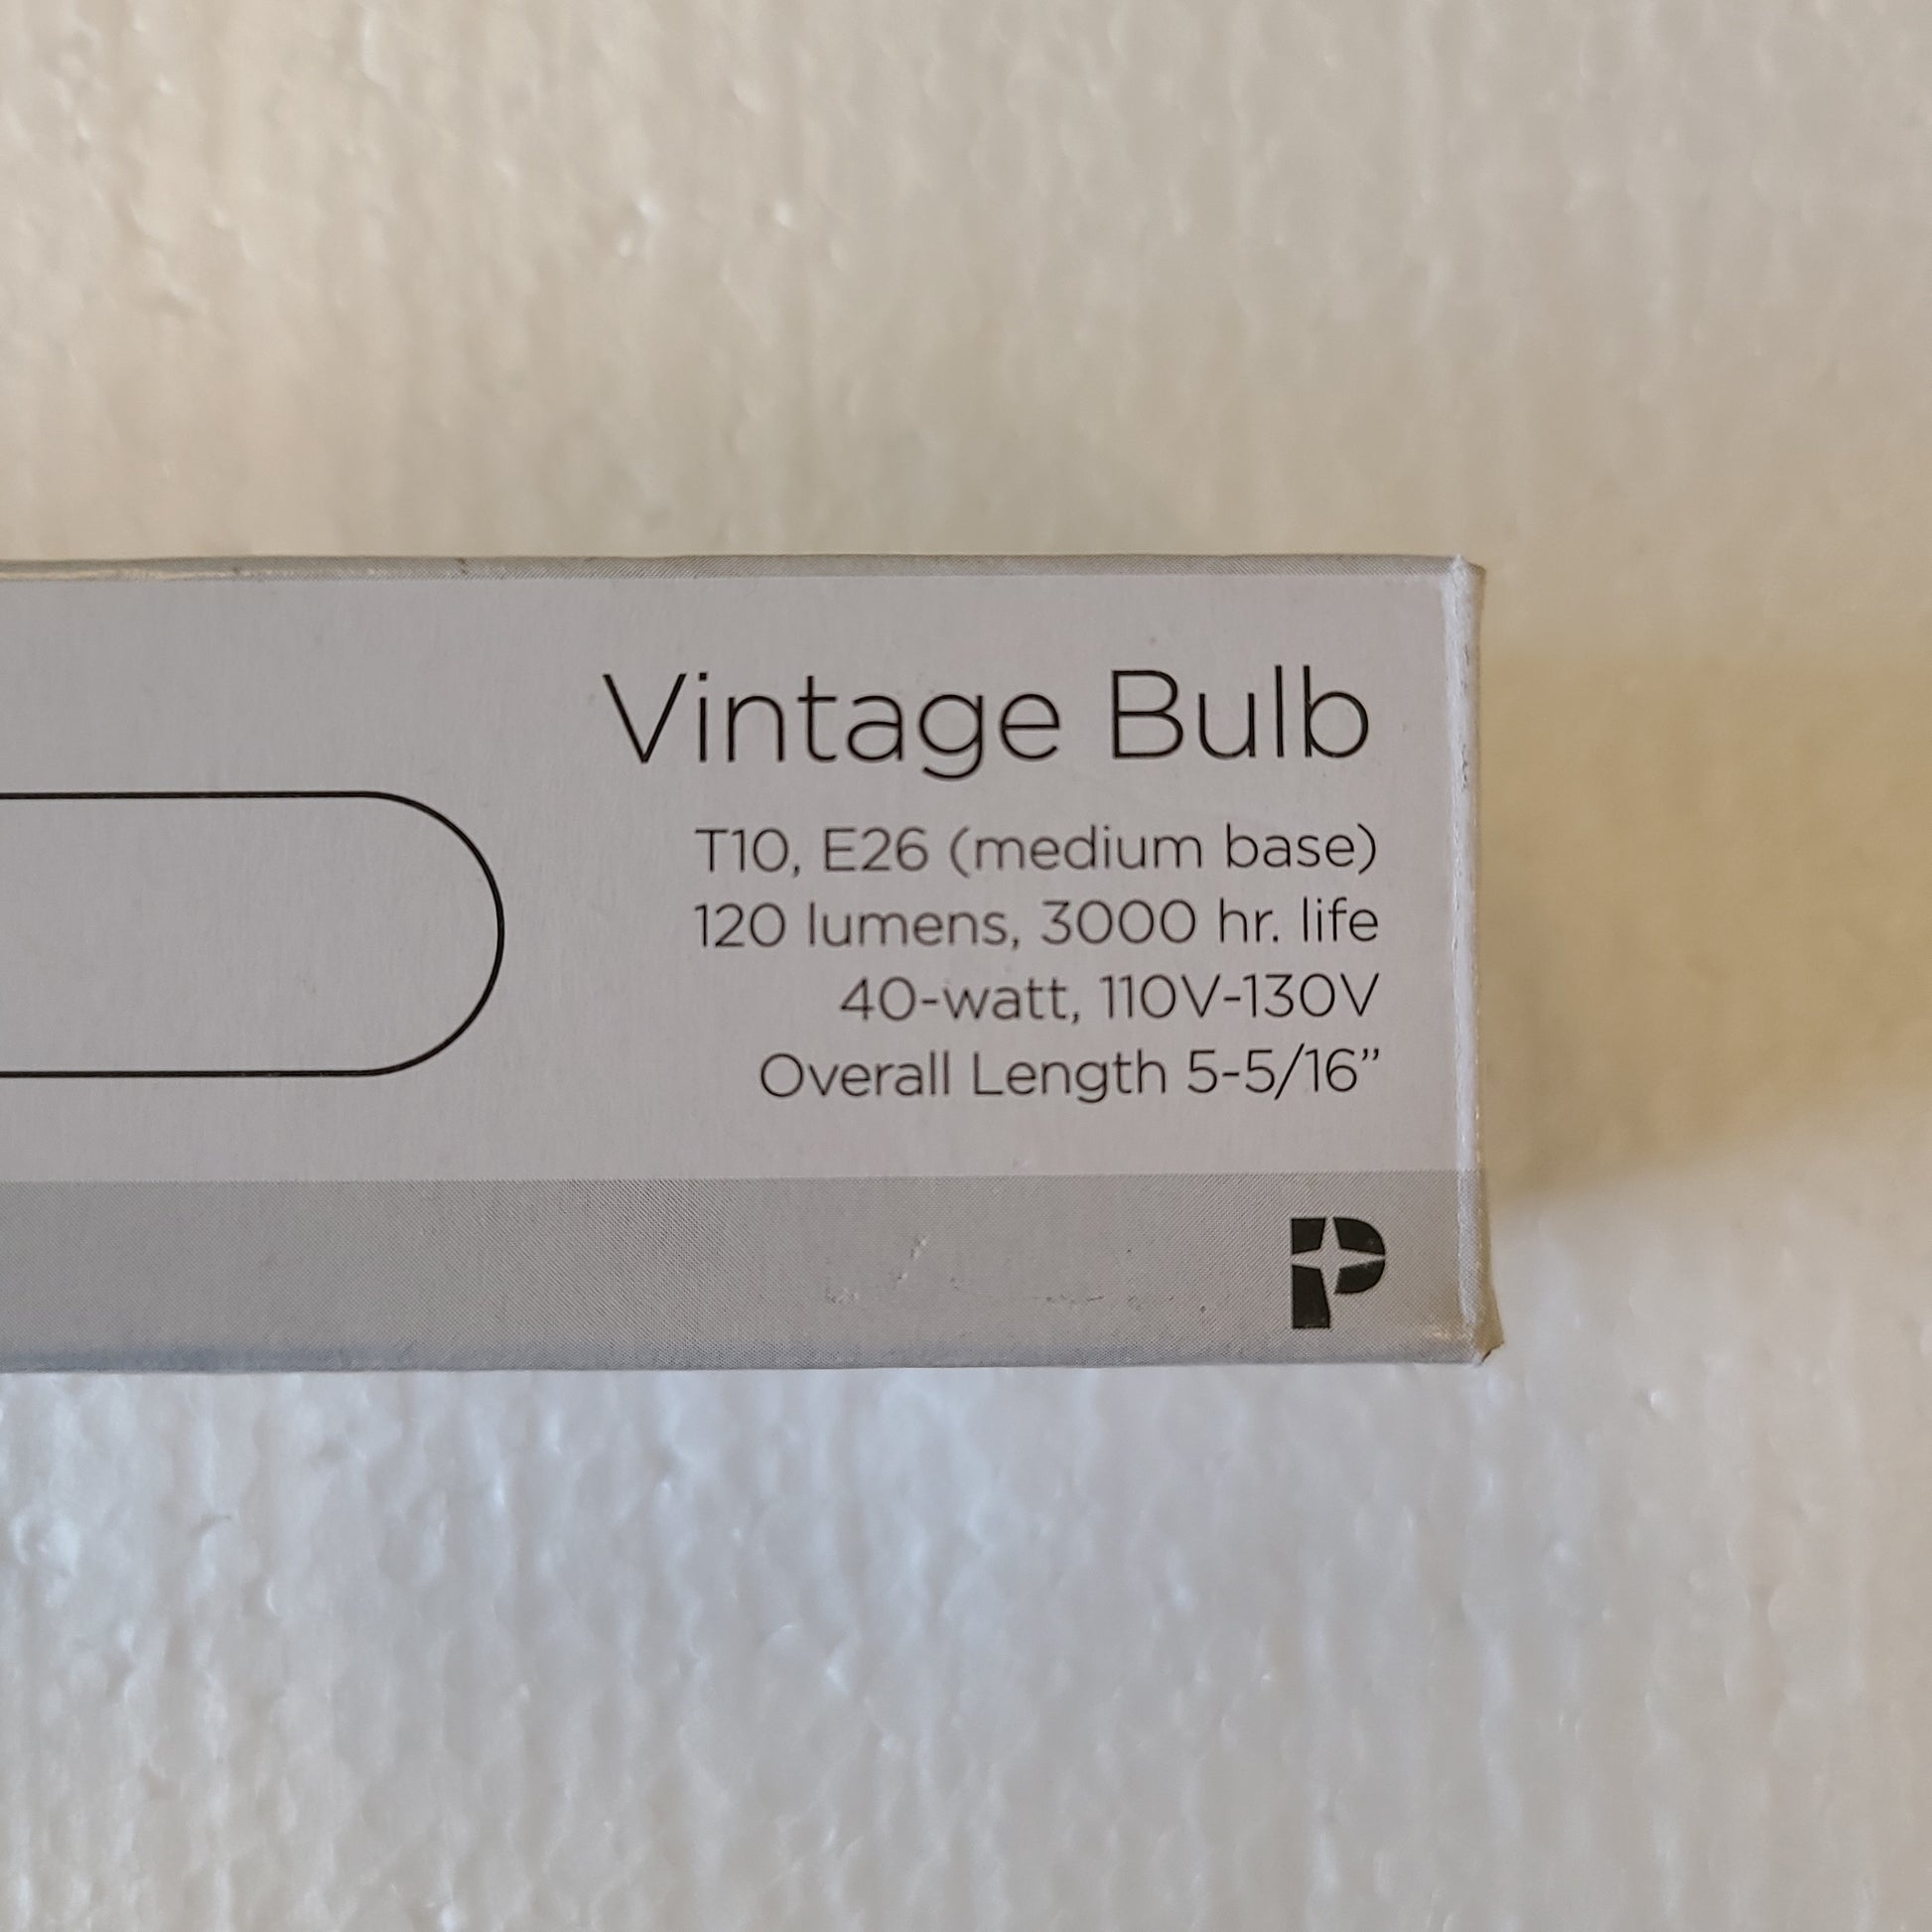 Vintage Bulb
T10, E26 (medium base)
120 lumens, 3000 hr. life
40-watt, 110V-130V
Overall Length 5-5/16”
P